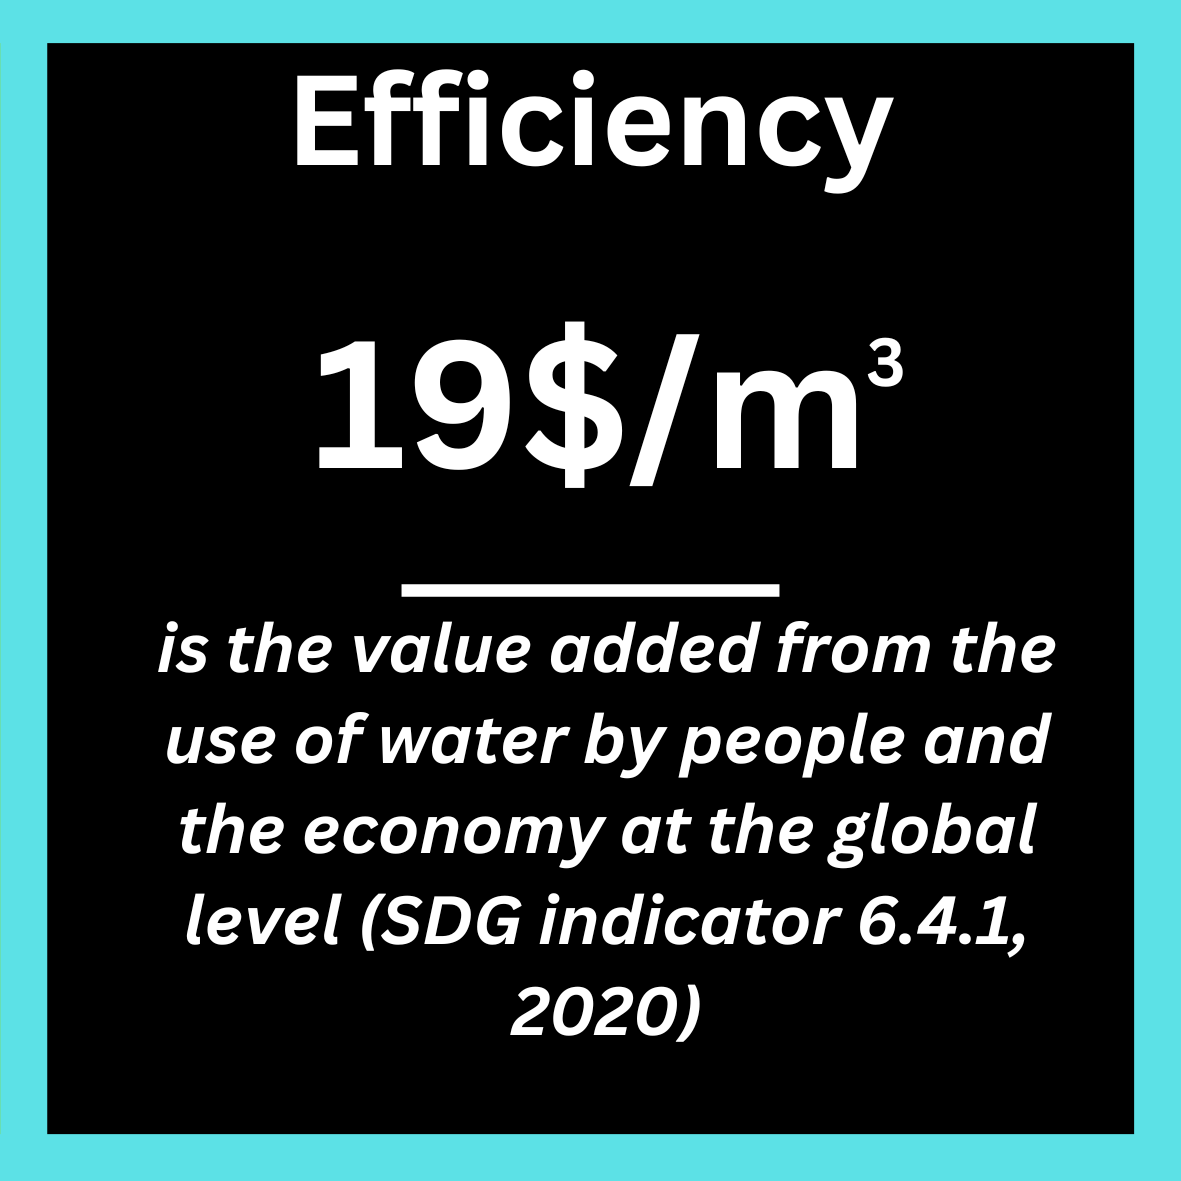 Efficiency
19$/m³
is the value added from the
use of water by people and
the economy at the global
level (SDG indicator 6.4.1,
2020)